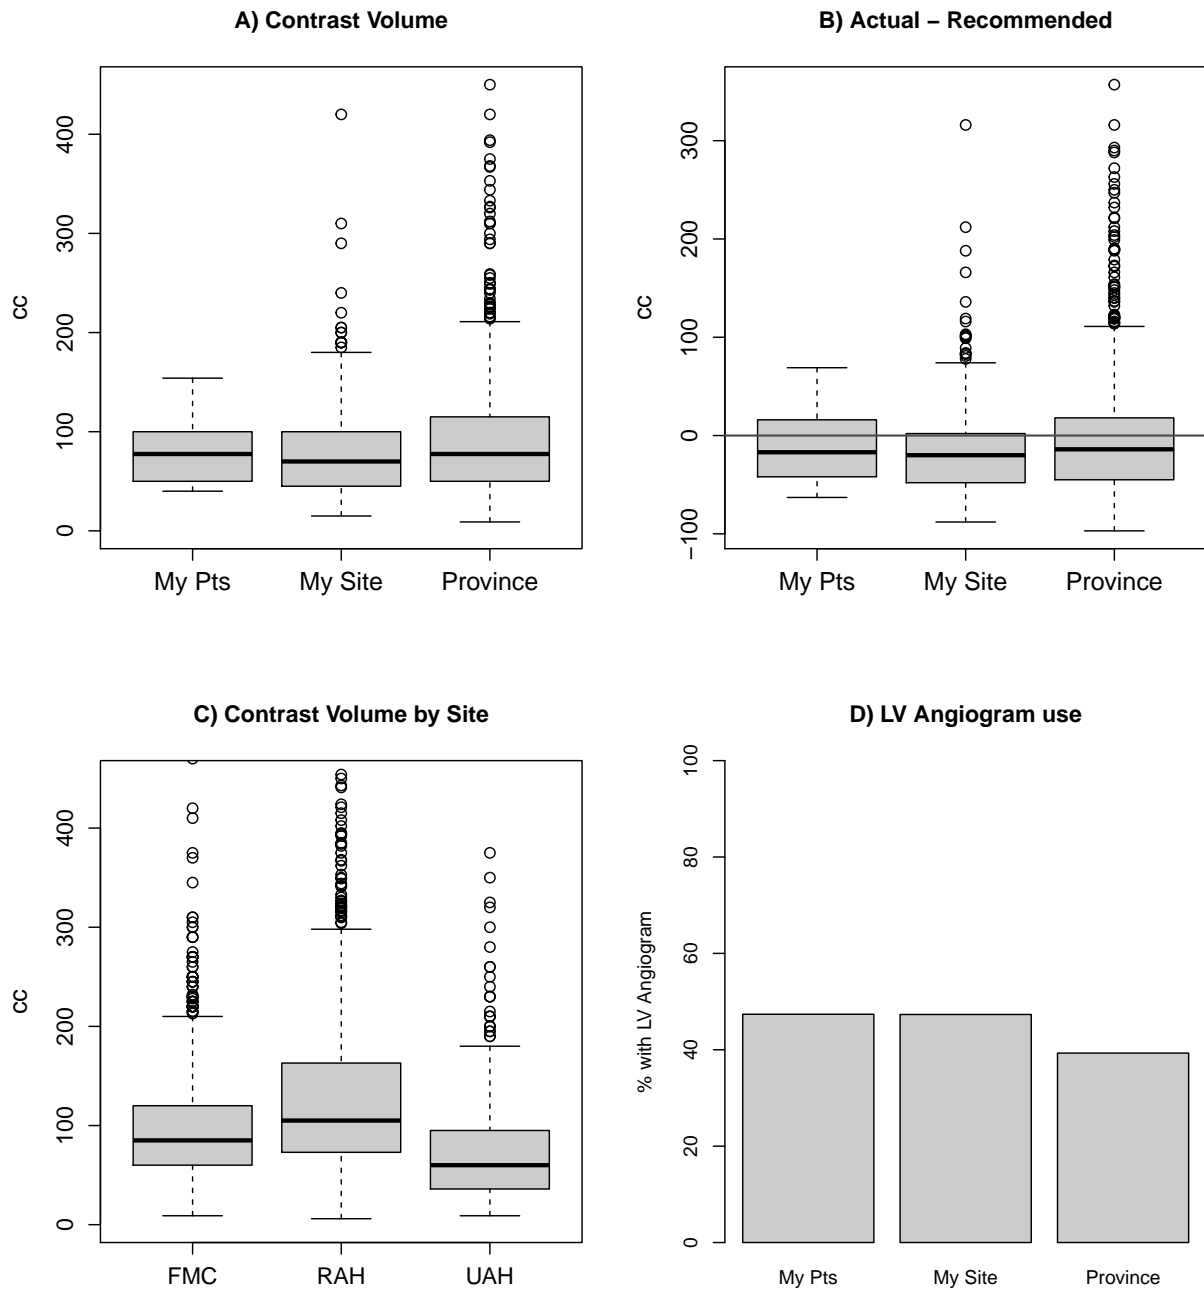 A) Contrast Volume
cc
400
300
200
100
0
My Pts My Site Province
B) Actual – Recommended
cc
300
200
100
0
−100
My Pts My Site Province
C) Contrast Volume by Site
cc
400
300
200
100
0
FMC RAH UAH
D) LV Angiogram use
% with LV Angiogram
100
80
60
40
20
0
My Pts My Site Province